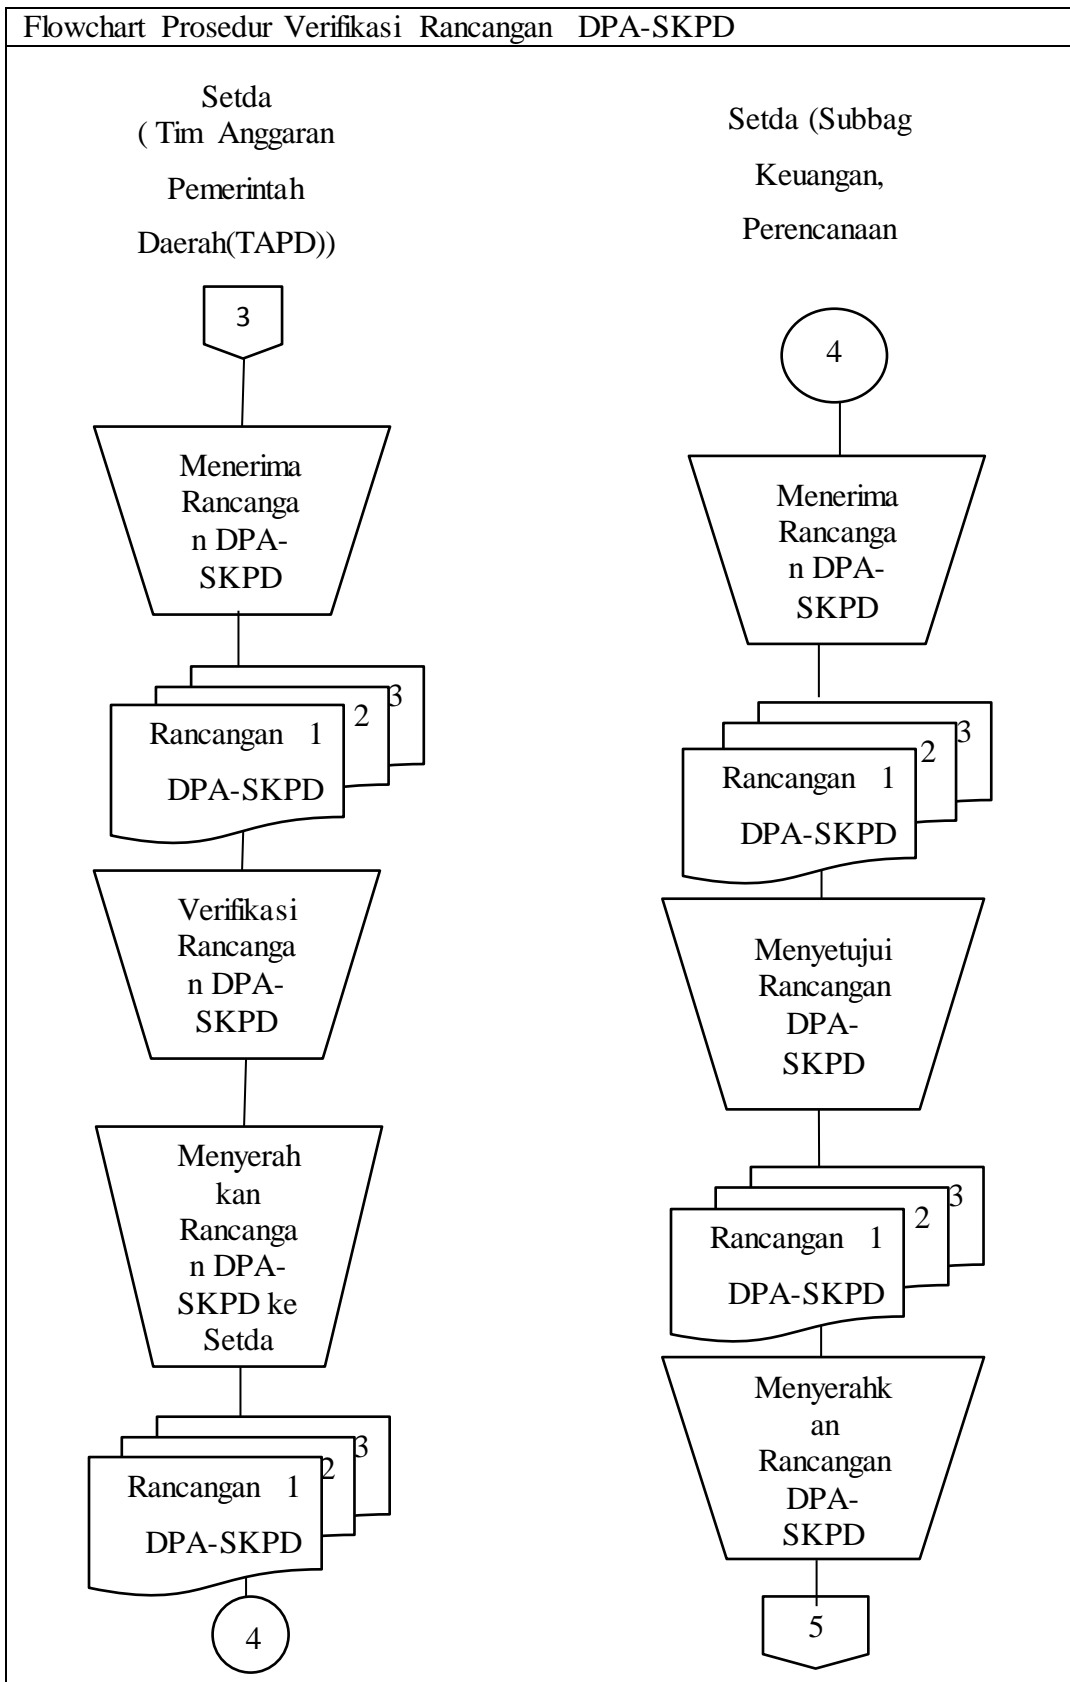 Flowchart Prosedur Verifikasi Rancangan DPA-SKPD
Setda
( Tim Anggaran
Pemerintah
Daerah(TAPD))
3
Menerima
Rancanga
n DPA-
SKPD
3
2
Rancangan 1
DPA-SKPD
Verifikasi
Rancanga
n DPA-
SKPD
Menyerah
kan
Rancanga
n DPA-
SKPD ke
Setda
3
2
Rancangan 1
DPA-SKPD
4
Setda (Subbag
Keuangan,
Perencanaan
4
Menerima
Rancanga
n DPA-
SKPD
3
2
Rancangan 1
DPA-SKPD
Menyetujui
Rancangan
DPA-
SKPD
3
2
Rancangan 1
DPA-SKPD
Menyerahk
an
Rancangan
DPA-
SKPD
5